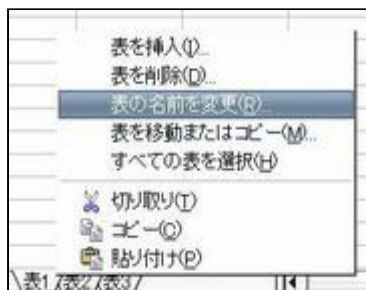 表を挿入(I)...
表を削除(D)...
表の名前を変更(R)...
表を移動またはコピー(M)...
すべての表を選択(H)
切り取り(T)
コピー(C)
貼り付け(P)
表1 表2 表3